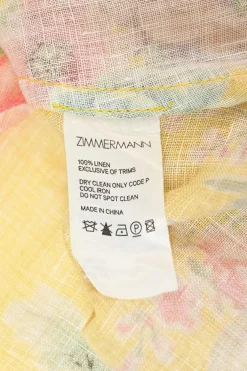 ZIMMERMANN
100% LINEN
EXCLUSIVE OF TRIMS
DRY CLEAN ONLY CODE P
COOL IRON
DO NOT SPOT CLEAN
MADE IN CHINA